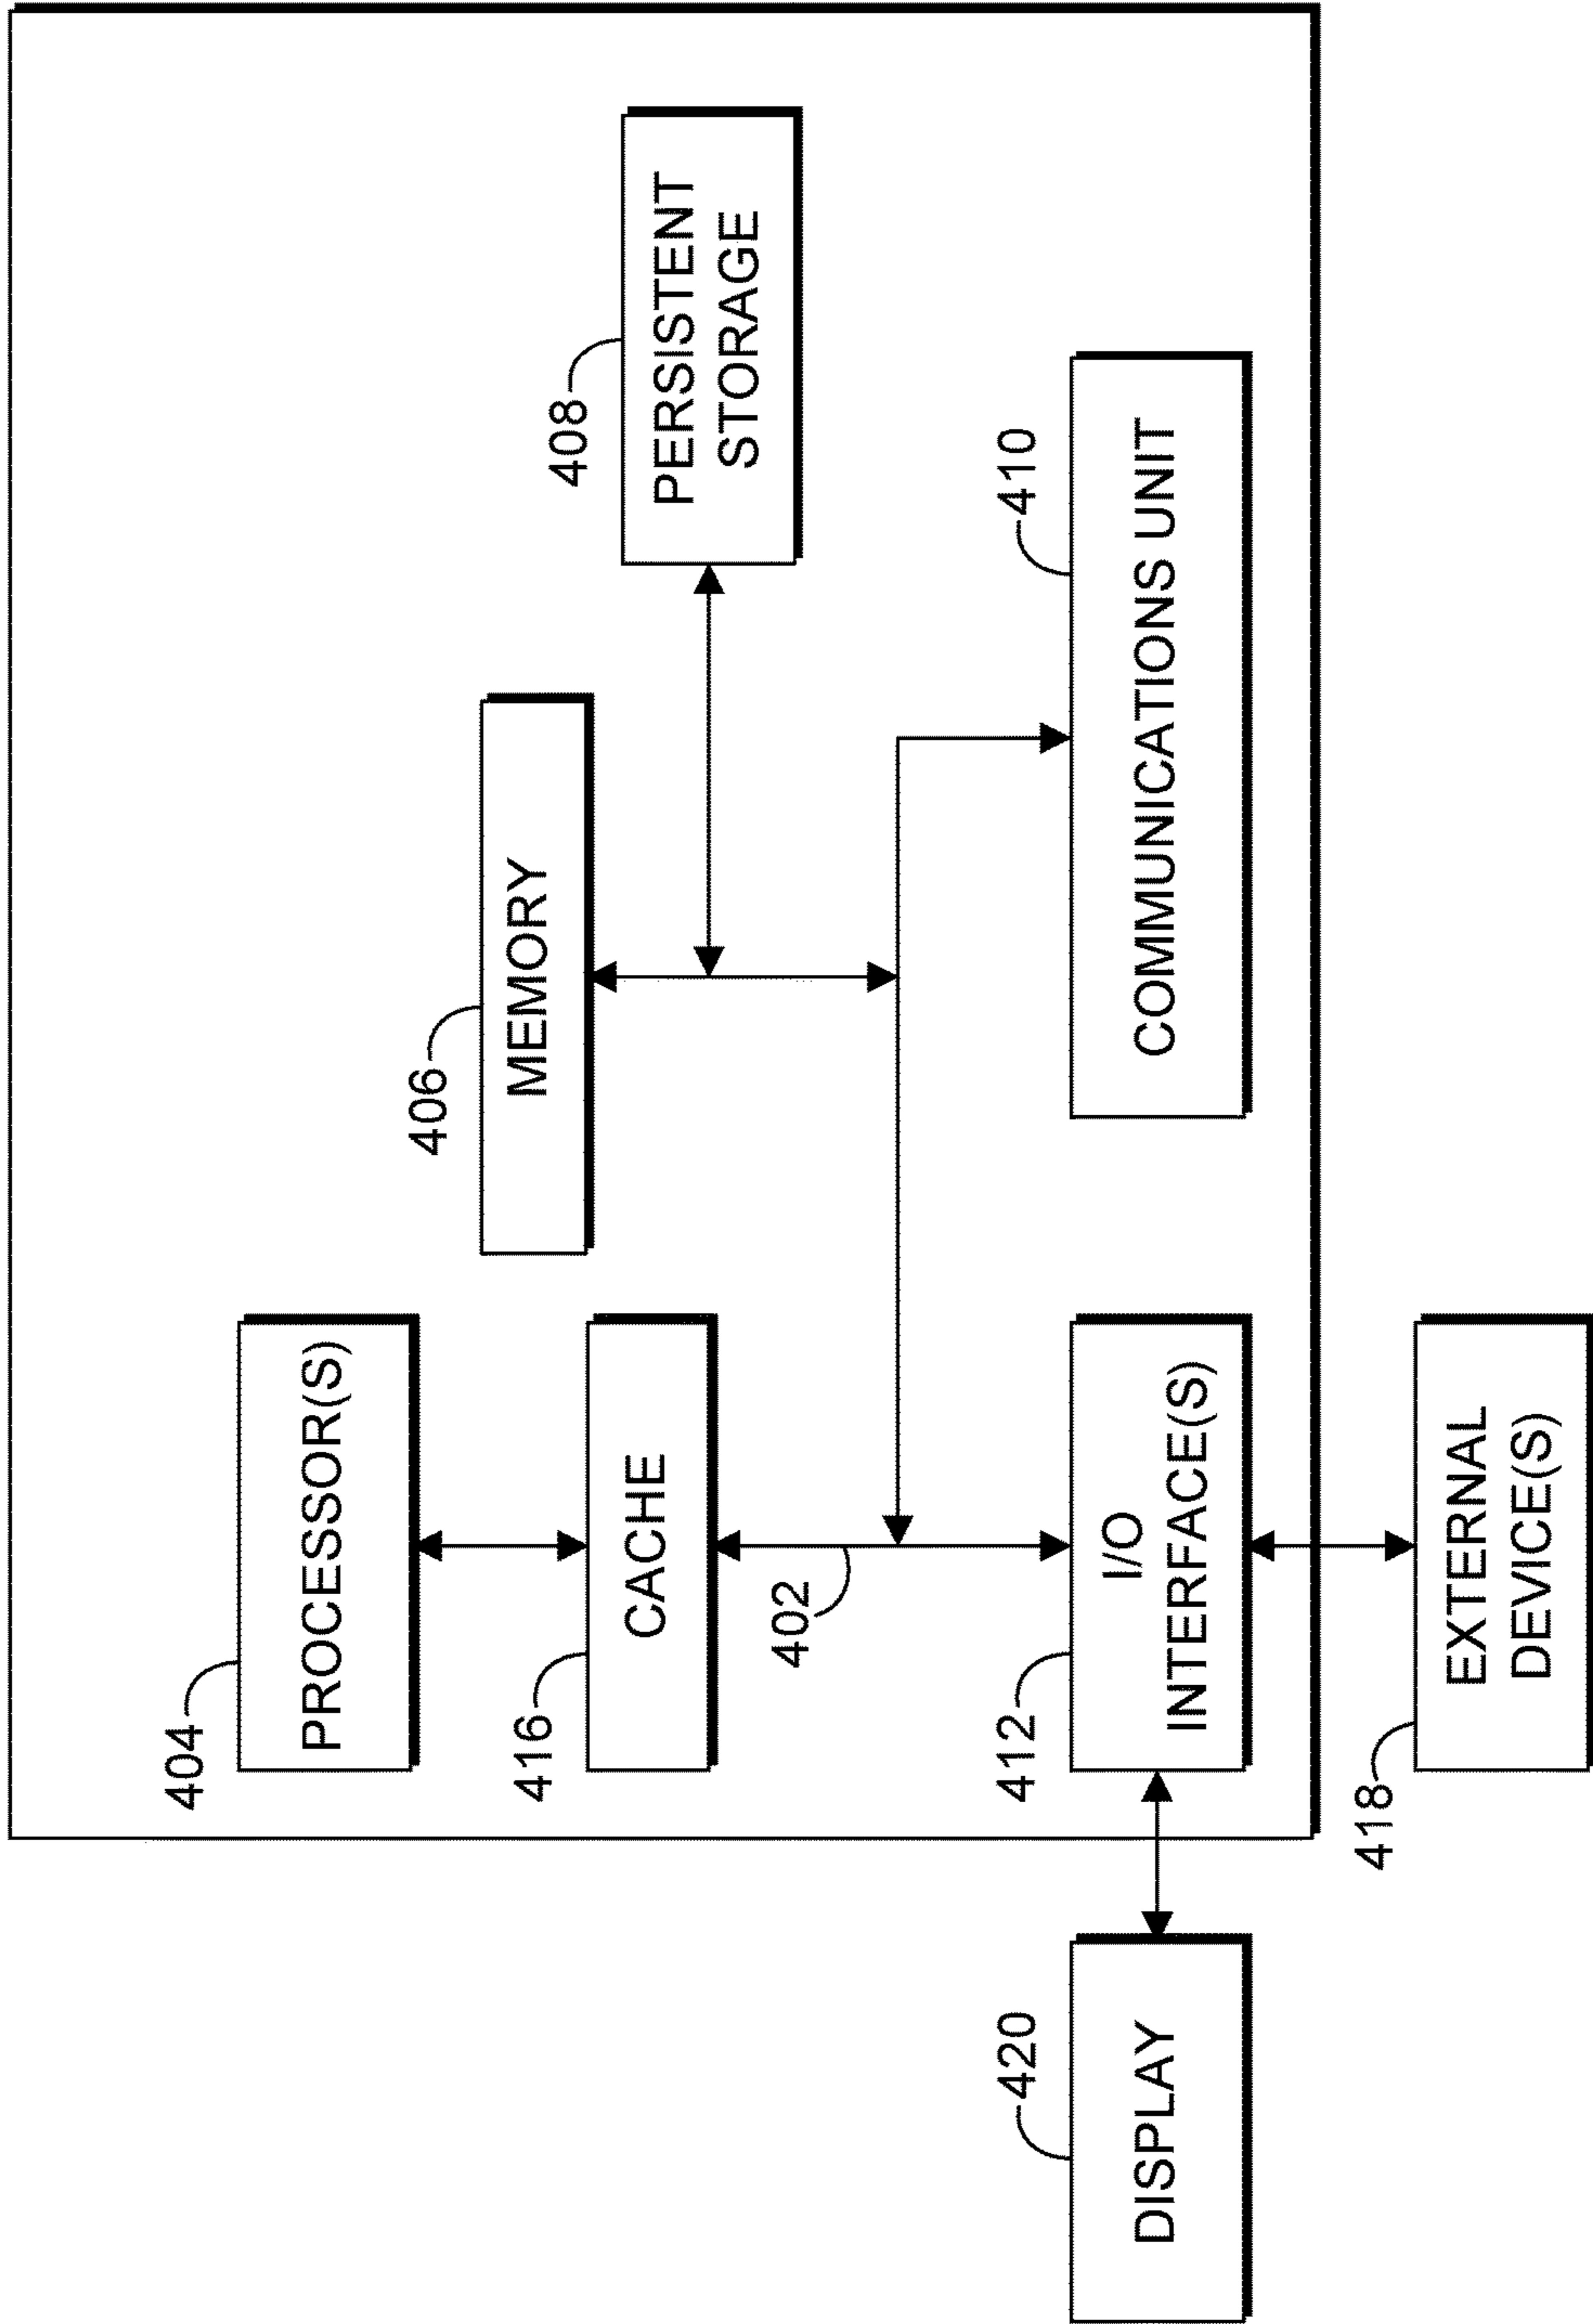 404
PROCESSOR(S)
406
MEMORY
416
CACHE
408
PERSISTENT
STORAGE
402
420
DISPLAY
412
I/O
INTERFACE(S)
410
COMMUNICATIONS UNIT
418
EXTERNAL
DEVICE(S)